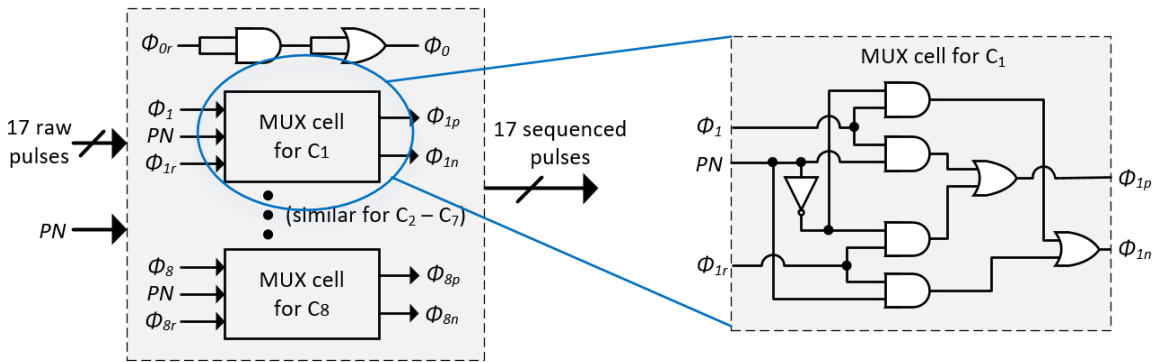 Φ0r
Φ0
Φ1
PN
Φ1r
MUX cell
for C1
Φ1p
Φ1n
17 raw
pulses
PN
(similar for C2 – C7)
Φ8
PN
Φ8r
MUX cell
for C8
Φ8p
Φ8n
17 sequenced
pulses
MUX cell for C1
Φ1
PN
Φ1r
Φ1p
Φ1n